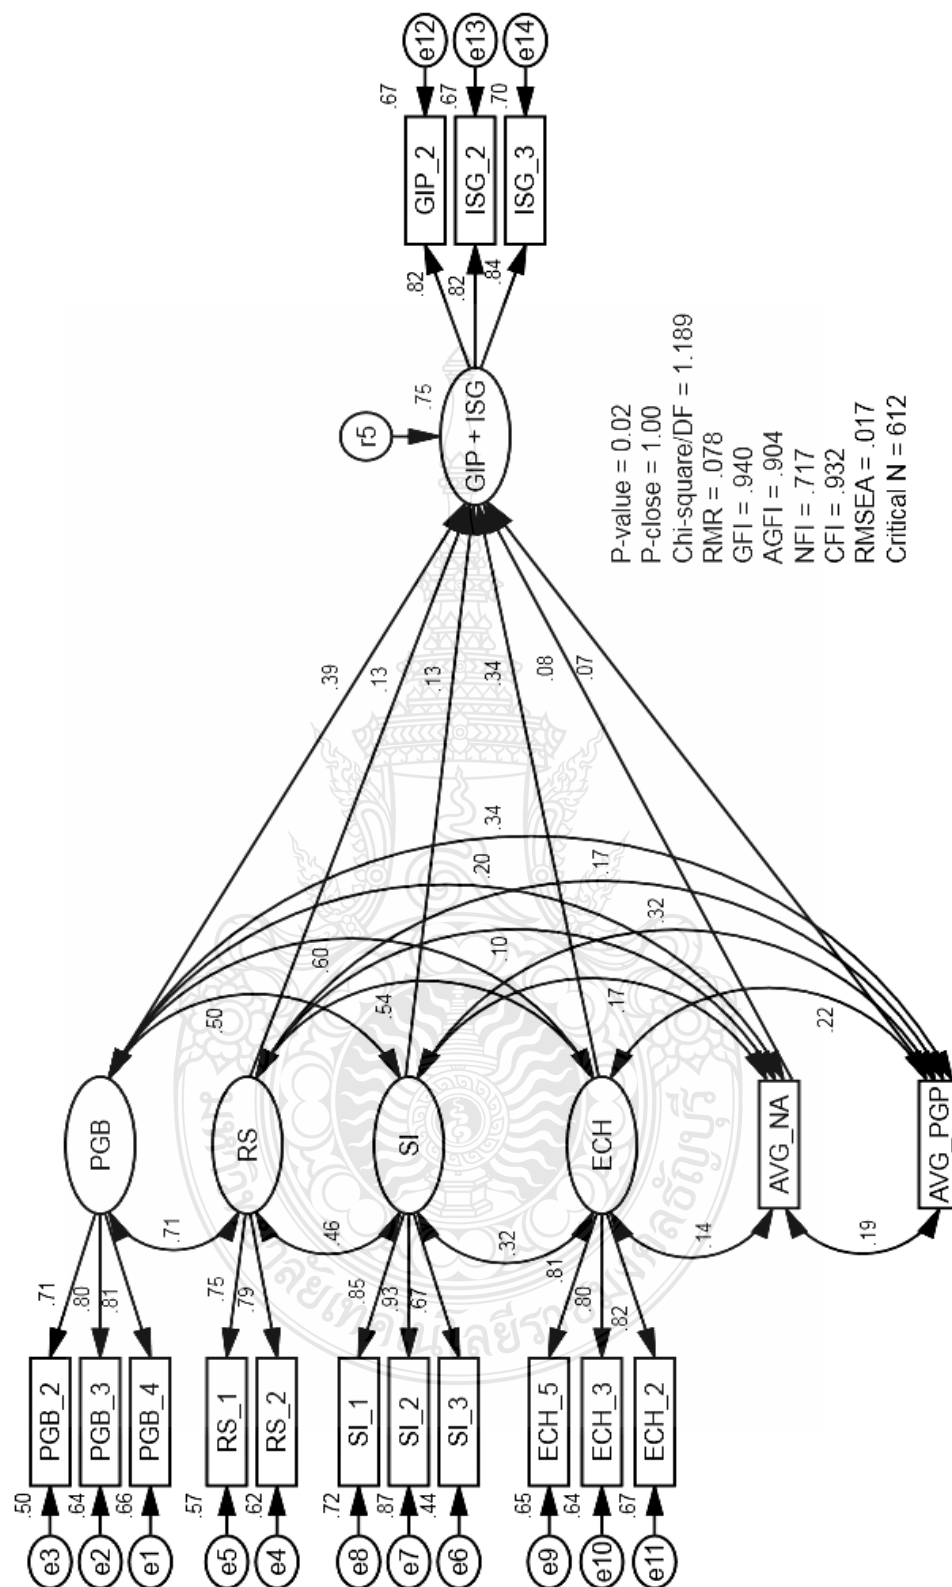 e3
.50
PGB_2
.71
e2
.64
PGB_3
.80
e1
.66
PGB_4
.81
PGB
e5
.57
RS_1
.75
e4
.62
RS_2
.79
RS
e8
.72
SI_1
.85
e7
.87
SI_2
.93
e6
.44
SI_3
.67
SI
e9
.65
ECH_5
.81
e10
.64
ECH_3
.80
e11
.67
ECH_2
.82
ECH
AVG_NA
AVG_PGP
.71
.46
.32
.14
.19
.50
.54
.17
.22
.60
.10
.32
.20
.17
.34
.39
.13
.13
.34
.08
.07
r5
.75
GIP + ISG
.82
.82
.84
GIP_2
.67
e12
ISG_2
.67
e13
ISG_3
.70
e14
P-value = 0.02
P-close = 1.00
Chi-square/DF = 1.189
RMR = .078
GFI = .940
AGFI = .904
NFI = .717
CFI = .932
RMSEA = .017
Critical N = 612